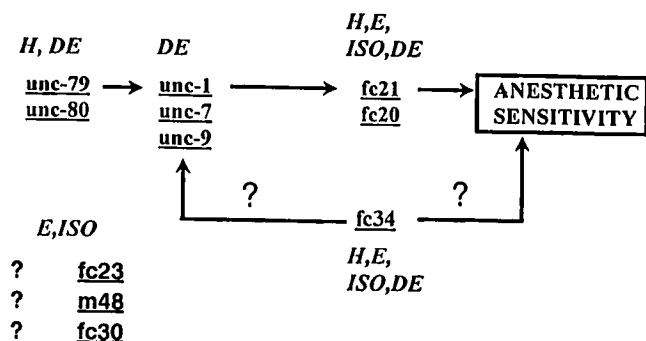 H, DE
unc-79
unc-80
DE
unc-1
unc-7
unc-9
H,E,
ISO,DE
fc21
fc20
ANESTHETIC
SENSITIVITY
?
?
fc34
H,E,
ISO,DE
E,ISO
? fc23
? m48
? fc30